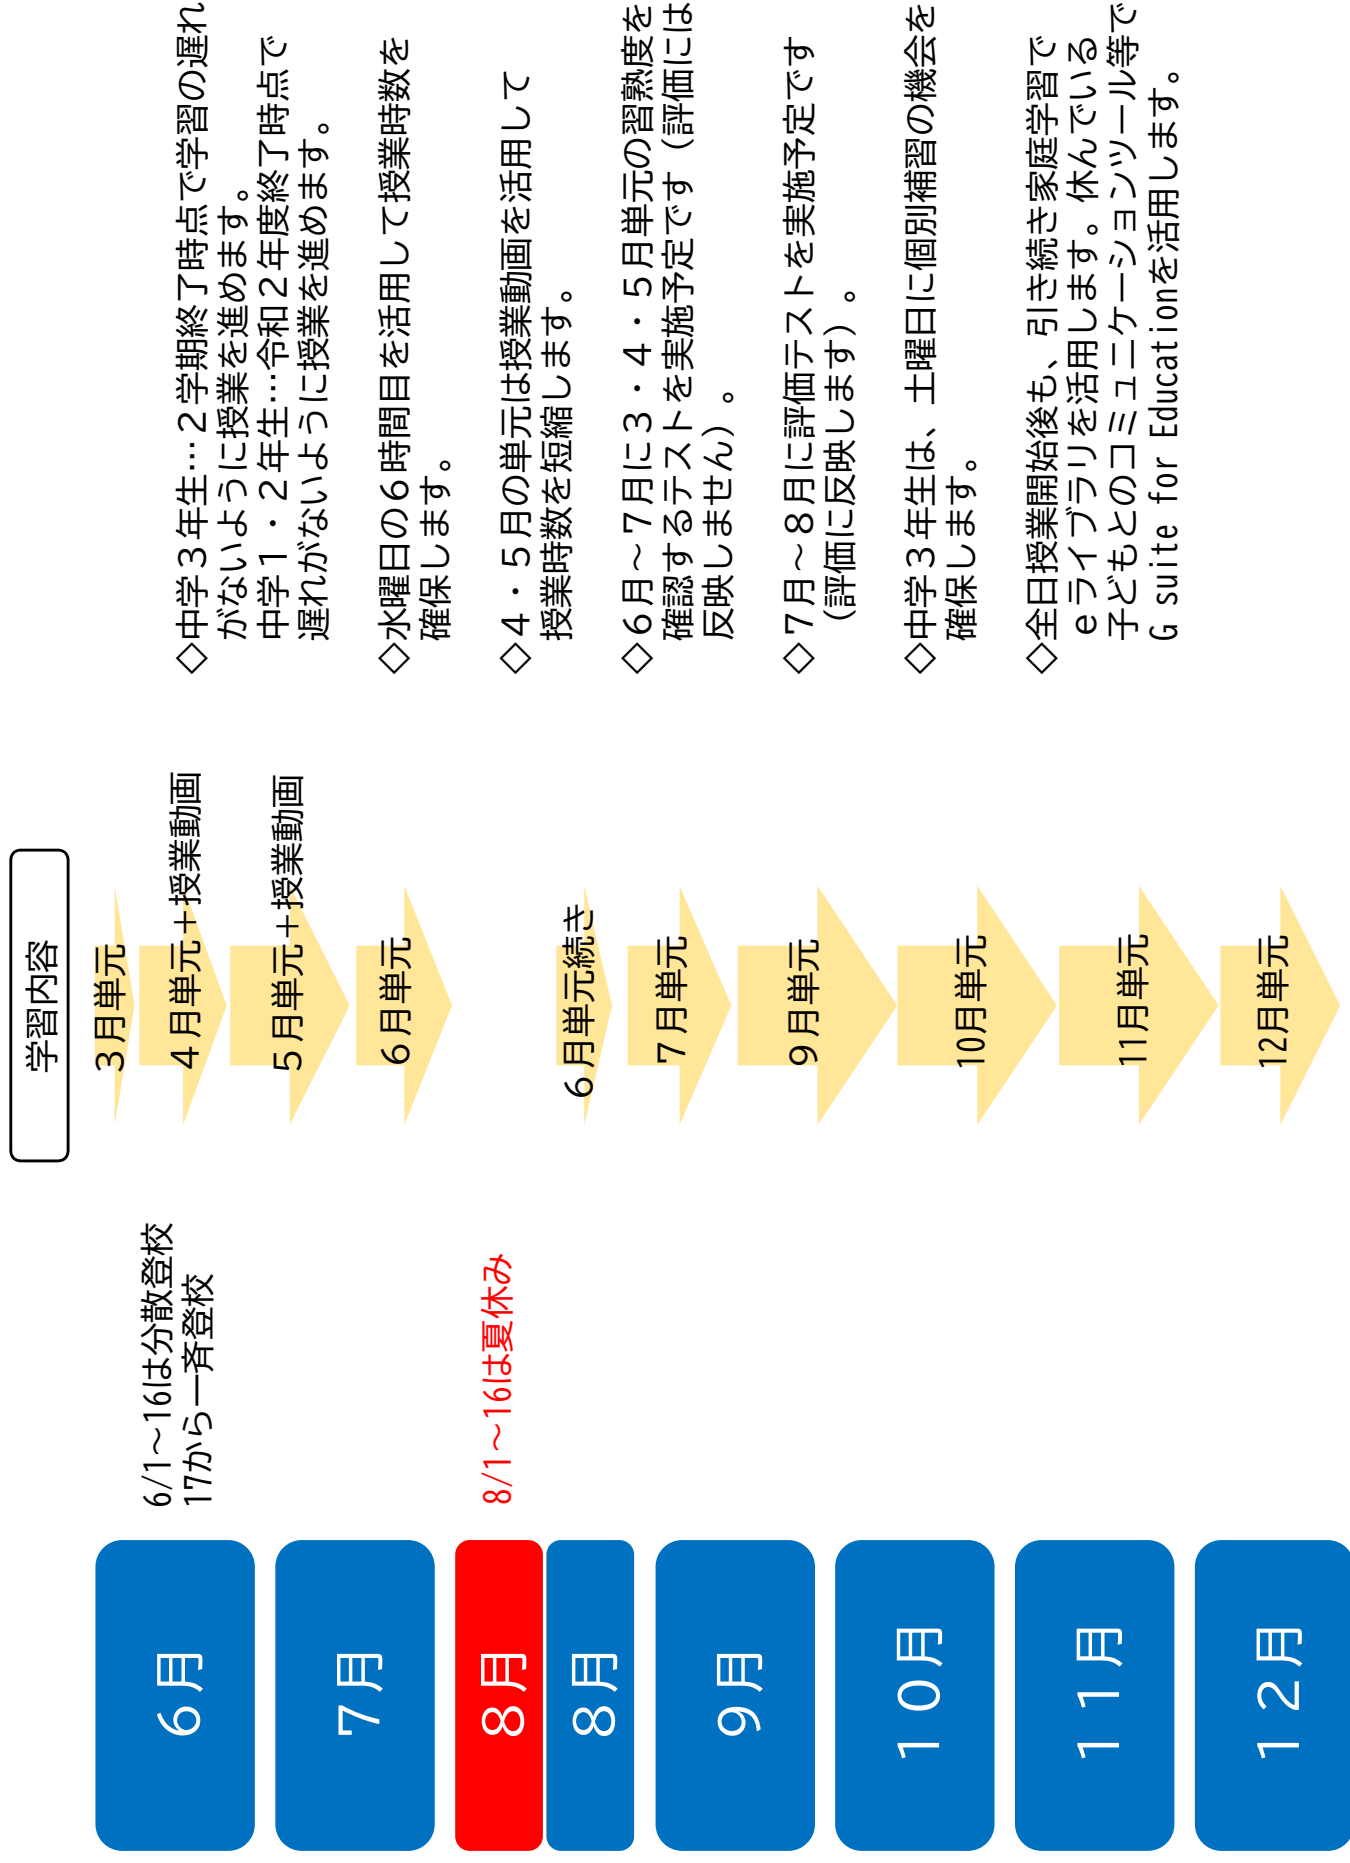 学習内容
6月
7月
8月
8月
9月
10月
11月
12月
6/1～16は分散登校
17から一斉登校
8/1～16は夏休み
3月単元
4月単元＋授業動画
5月単元＋授業動画
6月単元
6月単元続き
7月単元
9月単元
10月単元
11月単元
12月単元
◇中学3年生…2学期終了時点で学習の遅れ
がないように授業を進めます。
中学1・2年生…令和2年度終了時点で
遅れがないように授業を進めます。
◇水曜日の6時間目を活用して授業時数を
確保します。
◇4・5月の単元は授業動画を活用して
授業時数を短縮します。
◇6月～7月に3・4・5月単元の習熟度を
確認するテストを実施予定です（評価には
反映しません）。
◇7月～8月に評価テストを実施予定です
（評価に反映します）。
◇中学3年生は、土曜日に個別補習の機会を
確保します。
◇全日授業開始後も、引き続き家庭学習で
eライブラリを活用します。休んでいる
子どもとのコミュニケーションツール等で
G suite for Educationを活用します。